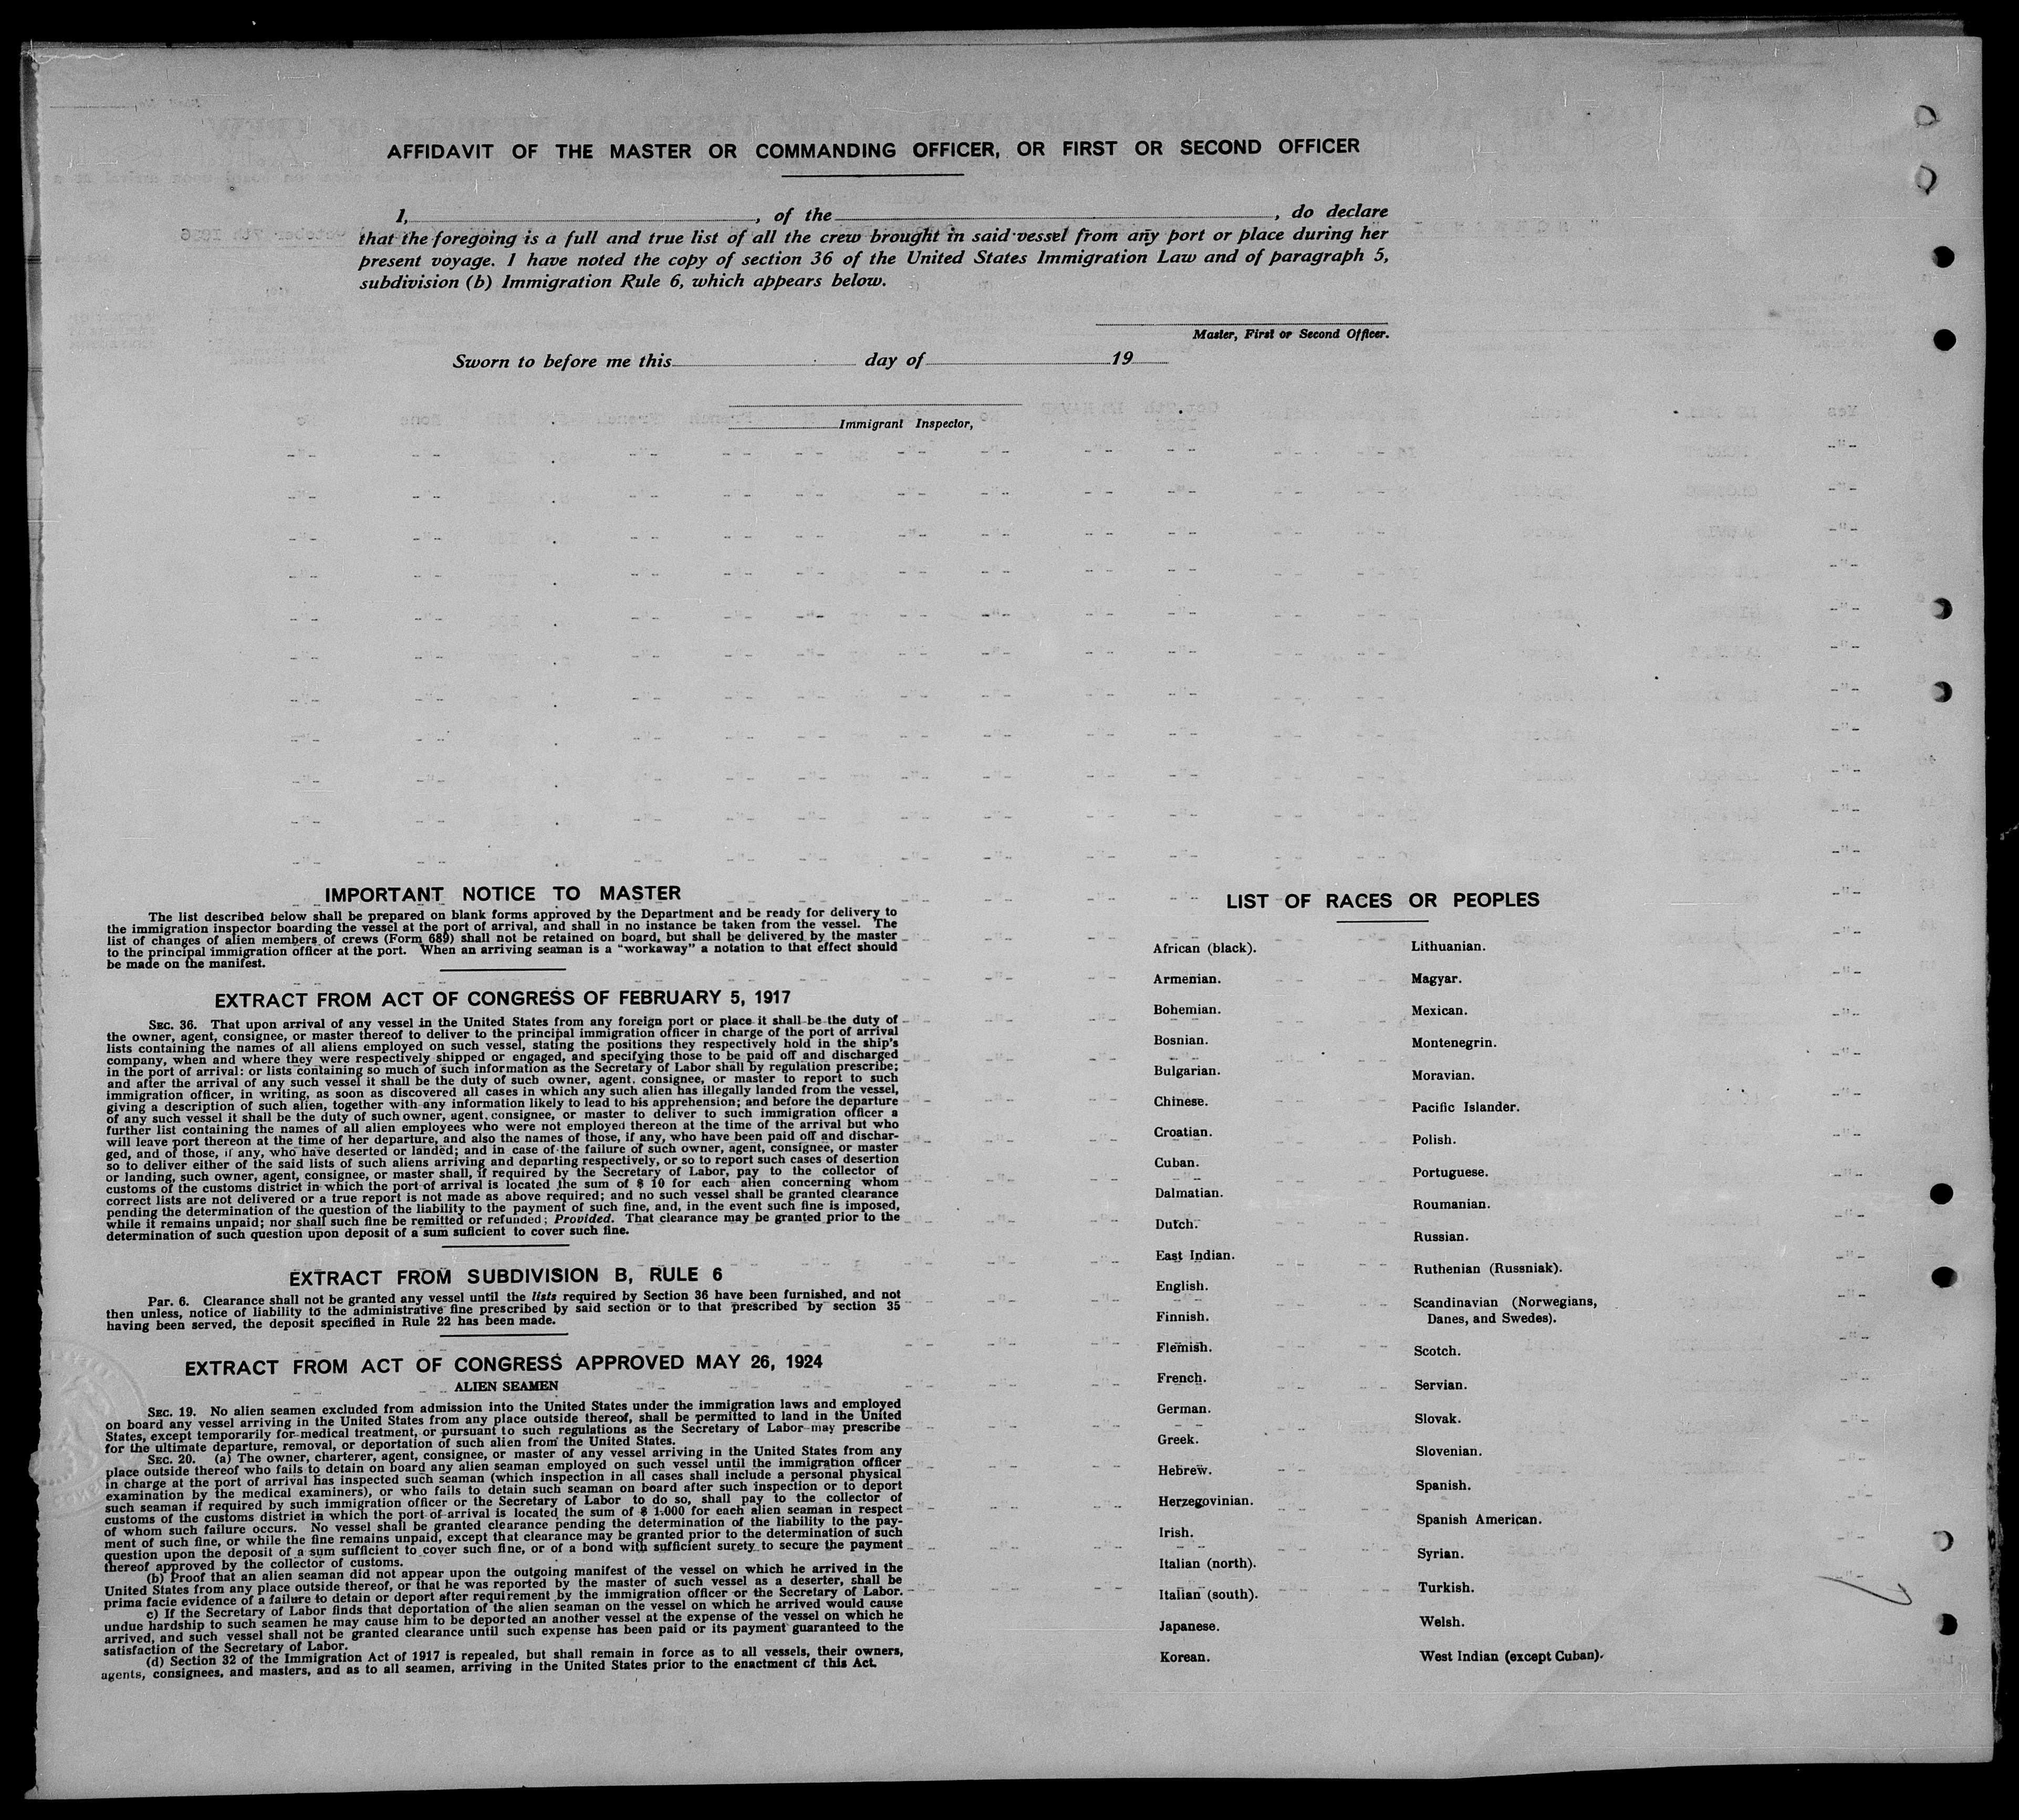 AFFIDAVIT OF THE MASTER OR COMMANDING OFFICER, OR FIRST OR SECOND OFFICER
I, , of the , do declare
that the foregoing is a full and true list of all the crew brought in said vessel from any port or place during her
present voyage. I have noted the copy of section 36 of the United States Immigration Law and of paragraph 5,
subdivision (b) Immigration Rule 6, which appears below.
Master, First or Second Officer.
Sworn to before me this day of 19
Immigrant Inspector,
IMPORTANT NOTICE TO MASTER
The list described below shall be prepared on blank forms approved by the Department and be ready for delivery to
the immigration inspector boarding the vessel at the port of arrival, and shall in no instance be taken from the vessel. The
list of changes of alien members of crews (Form 689) shall not be retained on board, but shall be delivered by the master
to the principal immigration officer at the port. When an arriving seaman is a "workaway" a notation to that effect should
be made on the manifest.
EXTRACT FROM ACT OF CONGRESS OF FEBRUARY 5, 1917
SEC. 36. That upon arrival of any vessel in the United States from any foreign port or place it shall be the duty of
the owner, agent, consignee, or master thereof to deliver to the principal immigration officer in charge of the port of arrival
lists containing the names of all aliens employed on such vessel, stating the positions they respectively hold in the ship's
company, when and where they were respectively shipped or engaged, and specifying those to be paid off and discharged
in the port of arrival: or lists containing so much of such information as the Secretary of Labor shall by regulation prescribe;
and after the arrival of any such vessel it shall be the duty of such owner, agent. consignee, or master to report to such
immigration officer, in writing, as soon as discovered all cases in which any such alien has illegally landed from the vessel,
giving a description of such alien, together with any information likely to lead to his apprehension; and before the departure
of any such vessel it shall be the duty of such owner, agent. consignee, or master to deliver to such immigration officer a
further list containing the names of all alien employees who were not employed thereon at the time of the arrival but who
will leave port thereon at the time of her departure, and also the names of those, if any, who have been paid off and dischar-
ged, and of those, if any, who have deserted or landed; and in case of the failure of such owner, agent, consignee, or master
so to deliver either of the said lists of such aliens arriving and departing respectively, or so to report such cases of desertion
or landing, such owner, agent, consignee, or master shall, if required by the Secretary of Labor, pay to the collector of
customs of the customs district in which the port of arrival is located the sum of $ 10 for each alien concerning whom
correct lists are not delivered or a true report is not made as above required; and no such vessel shall be granted clearance
pending the determination of the question of the liability to the payment of such fine, and, in the event such fine is imposed,
while it remains unpaid; nor shall such fine be remitted or refunded; Provided. That clearance may be granted prior to the
determination of such question upon deposit of a sum suficient to cover such fine.
EXTRACT FROM SUBDIVISION B, RULE 6
Par. 6. Clearance shall not be granted any vessel until the lists required by Section 36 have been furnished, and not
then unless, notice of liability to the administrative fine prescribed by said section or to that prescribed by section 35
having been served, the deposit specified in Rule 22 has been made.
EXTRACT FROM ACT OF CONGRESS APPROVED MAY 26, 1924
ALIEN SEAMEN
SEC. 19. No alien seamen excluded from admission into the United States under the immigration laws and employed
on board any vessel arriving in the United States from any place outside thereof, shall be permitted to land in the United
States, except temporarily for medical treatment, or pursuant to such regulations as the Secretary of Labor may prescribe
for the ultimate departure, removal, or deportation of such alien from the United States.
SEC. 20. (a) The owner, charterer, agent, consignee, or master of any vessel arriving in the United States from any
place outside thereof who fails to detain on board any alien seaman employed on such vessel until the immigration officer
in charge at the port of arrival has inspected such seaman (which inspection in all cases shall include a personal physical
examination by the medical examiners), or who fails to detain such seaman on board after such inspection or to deport
such seaman if required by such immigration officer or the Secretary of Labor to do so, shall pay to the collector of
customs of the customs district in which the port of arrival is located the sum of $ 1.000 for each alien seaman in respect
of whom such failure occurs. No vessel shall be granted clearance pending the determination of the liability to the pay-
ment of such fine, or while the fine remains unpaid, except that clearance may be granted prior to the determination of such
question upon the deposit of a sum sufficient to cover such fine, or of a bond with sufficient surety to secure the payment
thereof approved by the collector of customs.
(b) Proof that an alien seaman did not appear upon the outgoing manifest of the vessel on which he arrived in the
United States from any place outside thereof, or that he was reported by the master of such vessel as a deserter, shall be
prima facie evidence of a failure to detain or deport after requirement by the immigration officer or the Secretary of Labor.
c) If the Secretary of Labor finds that deportation of the alien seaman on the vessel on which he arrived would cause
undue hardship to such seamen he may cause him to be deported an another vessel at the expense of the vessel on which he
arrived, and such vessel shall not be granted clearance until such expense has been paid or its payment guaranteed to the
satisfaction of the Secretary of Labor.
(d) Section 32 of the Immigration Act of 1917 is repealed, but shall remain in force as to all vessels, their owners,
agents, consignees, and masters, and as to all seamen, arriving in the United States prior to the enactment of this Act.
LIST OF RACES OR PEOPLES
African (black).
Armenian.
Bohemian.
Bosnian.
Bulgarian.
Chinese.
Croatian.
Cuban.
Dalmatian.
Dutch.
East Indian.
English.
Finnish.
Flemish.
French.
German.
Greek.
Hebrew.
Herzegovinian.
Irish.
Italian (north).
Italian (south).
Japanese.
Korean.
Lithuanian.
Magyar.
Mexican.
Montenegrin.
Moravian.
Pacific Islander.
Polish.
Portuguese.
Roumanian.
Russian.
Ruthenian (Russniak).
Scandinavian (Norwegians,
Danes, and Swedes).
Scotch.
Servian.
Slovak.
Slovenian.
Spanish.
Spanish American.
Syrian.
Turkish.
Welsh.
West Indian (except Cuban).